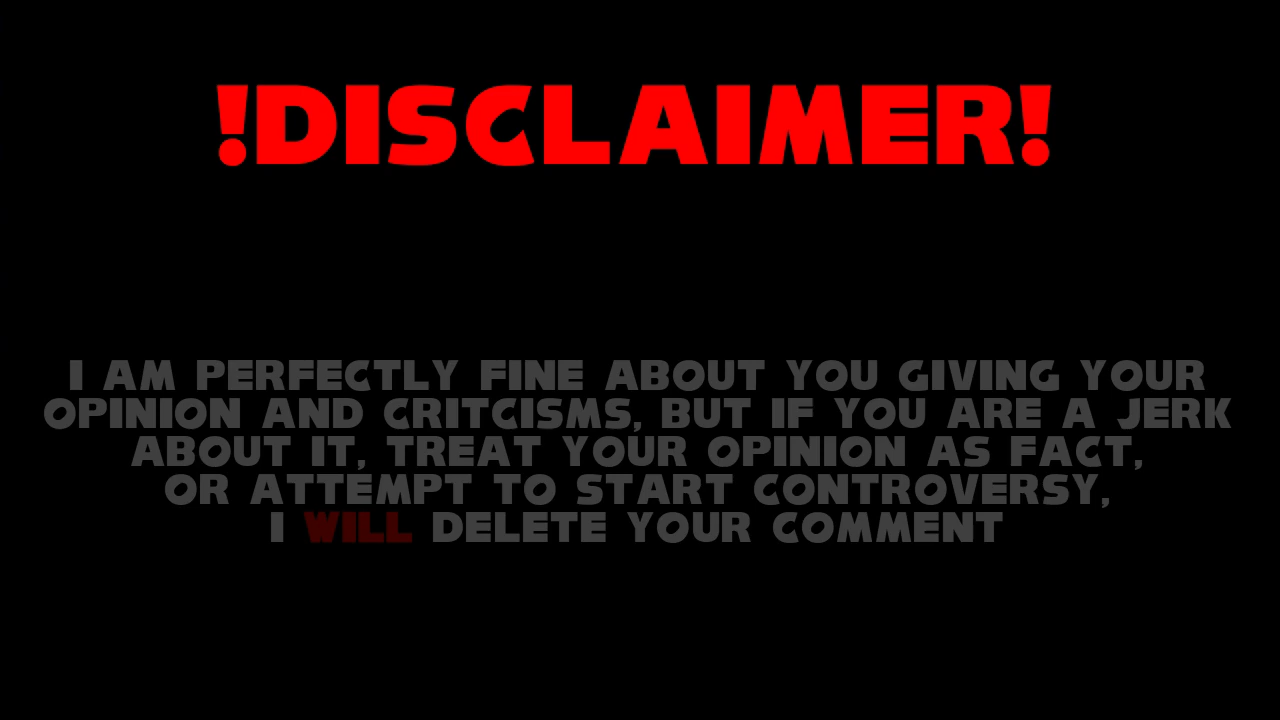 !DISCLAIMER!
I AM PERFECTLY FINE ABOUT YOU GIVING YOUR
OPINION AND CRITCISMS, BUT IF YOU ARE A JERK
ABOUT IT, TREAT YOUR OPINION AS FACT,
OR ATTEMPT TO START CONTROVERSY,
I WILL DELETE YOUR COMMENT